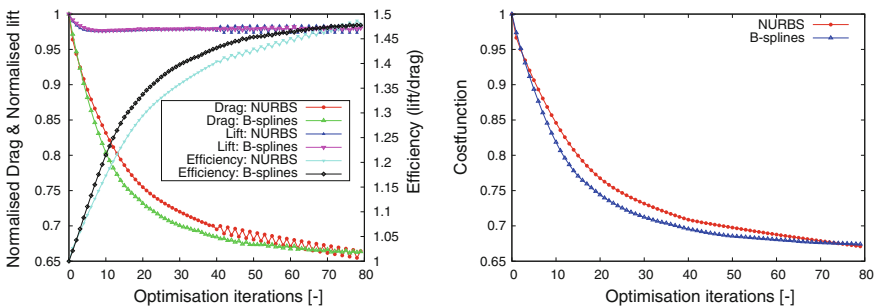 1
0.95
0.9
0.85
0.8
0.75
0.7
0.65
Normalised Drag & Normalised lift
0 10 20 30 40 50 60 70 80
Optimisation iterations [-]
1.5
1.45
1.4
1.35
1.3
1.25
1.2
1.15
1.1
1.05
1
Efficiency (lift/drag)
Drag: NURBS
Drag: B-splines
Lift: NURBS
Lift: B-splines
Efficiency: NURBS
Efficiency: B-splines
1
0.95
0.9
0.85
0.8
0.75
0.7
0.65
Costfunction
0 10 20 30 40 50 60 70 80
Optimisation iterations [-]
NURBS
B-splines